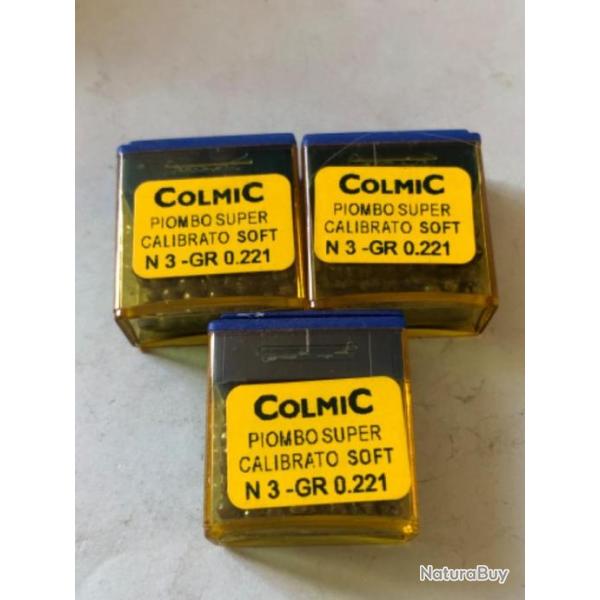 COLMIC
PIOMBO SUPER
CALIBRATO SOFT
N 3 -GR 0.221
COLMIC
PIOMBO SUPER
CALIBRATO SOFT
N 3 -GR 0.221
COLMIC
PIOMBO SUPER
CALIBRATO SOFT
N 3 -GR 0.221
NaturaBuy